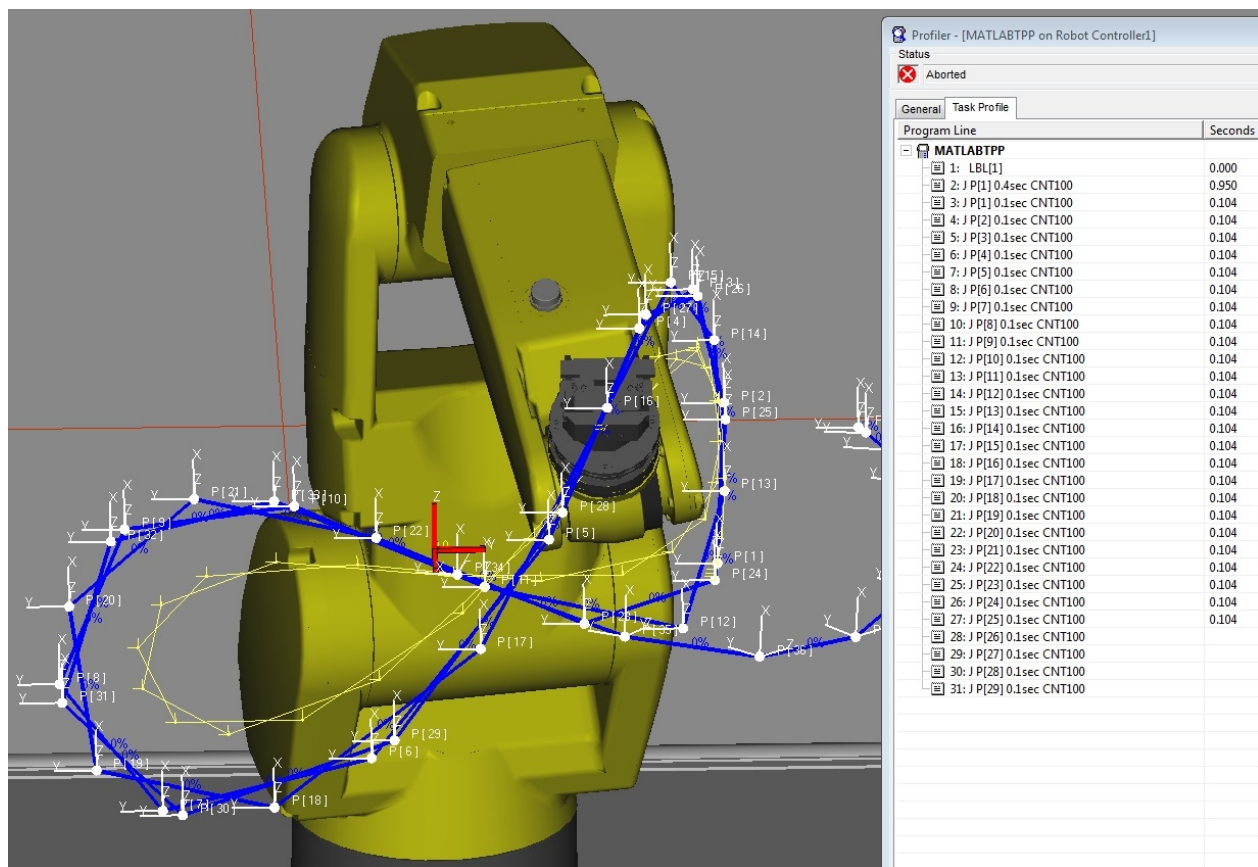 Profiler - [MATLABTPP on Robot Controller1]
Status
Aborted
General Task Profile
Program Line Seconds
MATLABTPP
1: LBL[1] 0.000
2: J P[1] 0.4sec CNT100 0.950
3: J P[1] 0.1sec CNT100 0.104
4: J P[2] 0.1sec CNT100 0.104
5: J P[3] 0.1sec CNT100 0.104
6: J P[4] 0.1sec CNT100 0.104
7: J P[5] 0.1sec CNT100 0.104
8: J P[6] 0.1sec CNT100 0.104
9: J P[7] 0.1sec CNT100 0.104
10: J P[8] 0.1sec CNT100 0.104
11: J P[9] 0.1sec CNT100 0.104
12: J P[10] 0.1sec CNT100 0.104
13: J P[11] 0.1sec CNT100 0.104
14: J P[12] 0.1sec CNT100 0.104
15: J P[13] 0.1sec CNT100 0.104
16: J P[14] 0.1sec CNT100 0.104
17: J P[15] 0.1sec CNT100 0.104
18: J P[16] 0.1sec CNT100 0.104
19: J P[17] 0.1sec CNT100 0.104
20: J P[18] 0.1sec CNT100 0.104
21: J P[19] 0.1sec CNT100 0.104
22: J P[20] 0.1sec CNT100 0.104
23: J P[21] 0.1sec CNT100 0.104
24: J P[22] 0.1sec CNT100 0.104
25: J P[23] 0.1sec CNT100 0.104
26: J P[24] 0.1sec CNT100 0.104
27: J P[25] 0.1sec CNT100 0.104
28: J P[26] 0.1sec CNT100
29: J P[27] 0.1sec CNT100
30: J P[28] 0.1sec CNT100
31: J P[29] 0.1sec CNT100
P[26]
P[27]
P[4]
P[14]
P[16]
P[2]
P[25]
P[13]
P[28]
P[5]
P[1]
P[24]
P[21]
P[9]
P[32]
P[22]
P[20]
P[12]
P[17]
P[36]
P[8]
P[31]
P[29]
P[6]
P[19]
P[30]
P[18]